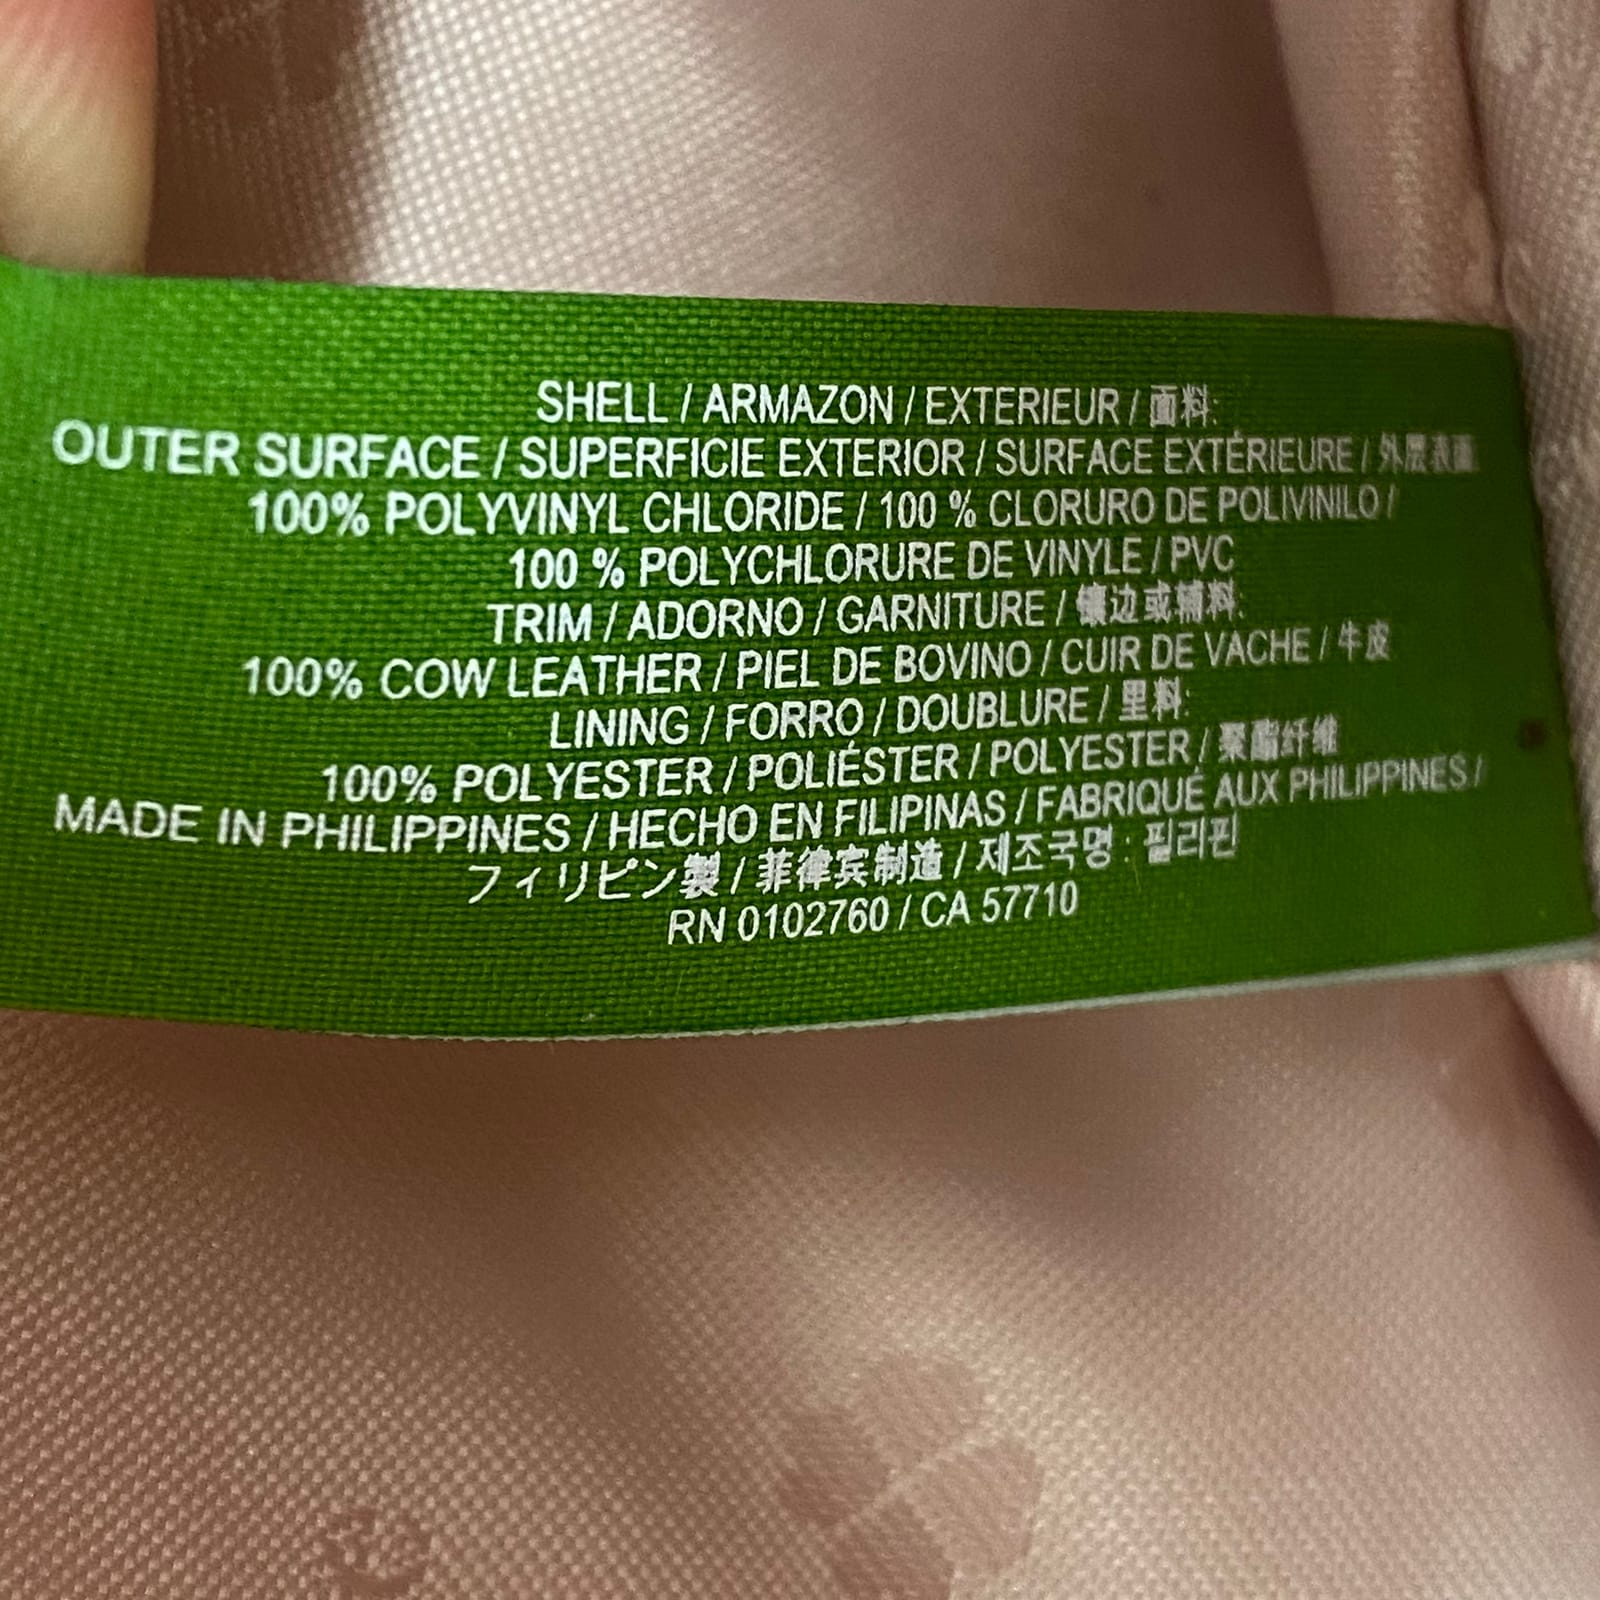 SHELL / ARMAZON / EXTERIEUR / 面料:
OUTER SURFACE / SUPERFICIE EXTERIOR / SURFACE EXTÉRIEURE / 外层表面:
100% POLYVINYL CHLORIDE / 100 % CLORURO DE POLIVINILO /
100 % POLYCHLORURE DE VINYLE / PVC
TRIM / ADORNO / GARNITURE / 镶边或辅料:
100% COW LEATHER / PIEL DE BOVINO / CUIR DE VACHE / 牛皮
LINING / FORRO / DOUBLURE / 里料:
100% POLYESTER / POLIÉSTER / POLYESTER / 聚酯纤维
MADE IN PHILIPPINES / HECHO EN FILIPINAS / FABRIQUÉ AUX PHILIPPINES /
フィリピン製 / 菲律宾制造 / 제조국명 : 필리핀
RN 0102760 / CA 57710